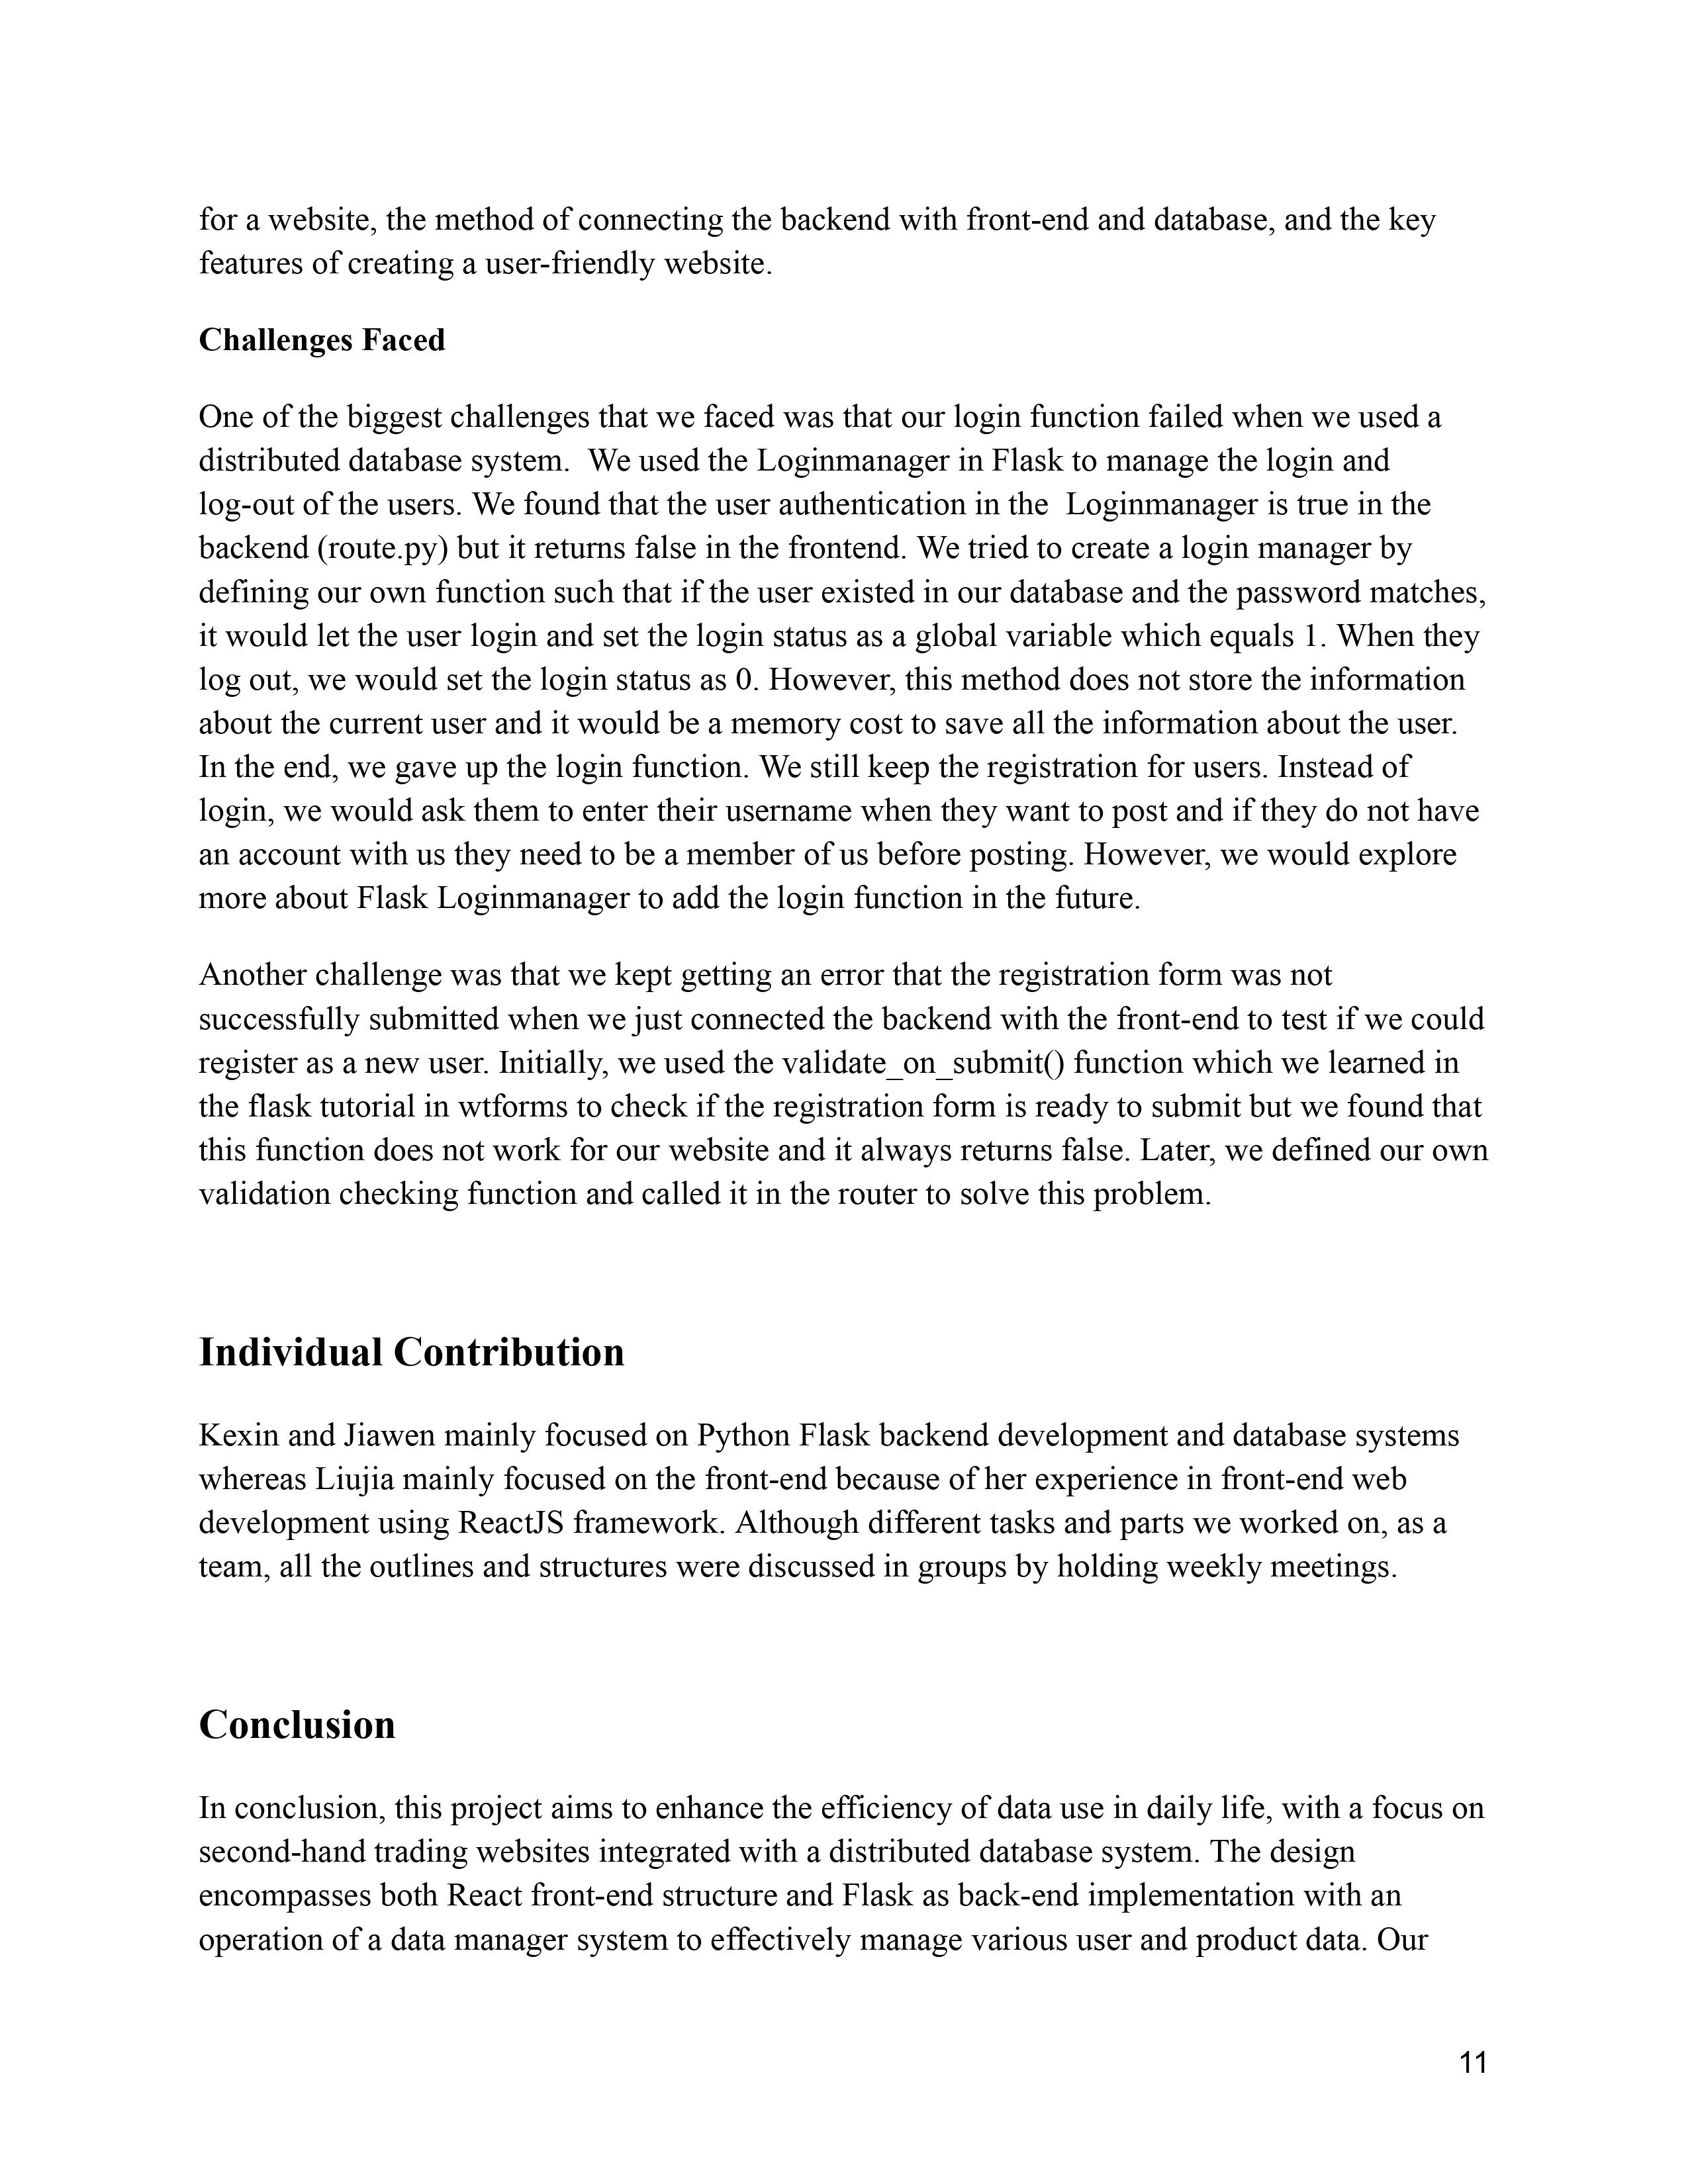 for a website, the method of connecting the backend with front-end and database, and the key
features of creating a user-friendly website.
Challenges Faced
One of the biggest challenges that we faced was that our login function failed when we used a
distributed database system.  We used the Loginmanager in Flask to manage the login and
log-out of the users. We found that the user authentication in the  Loginmanager is true in the
backend (route.py) but it returns false in the frontend. We tried to create a login manager by
defining our own function such that if the user existed in our database and the password matches,
it would let the user login and set the login status as a global variable which equals 1. When they
log out, we would set the login status as 0. However, this method does not store the information
about the current user and it would be a memory cost to save all the information about the user.
In the end, we gave up the login function. We still keep the registration for users. Instead of
login, we would ask them to enter their username when they want to post and if they do not have
an account with us they need to be a member of us before posting. However, we would explore
more about Flask Loginmanager to add the login function in the future.
Another challenge was that we kept getting an error that the registration form was not
successfully submitted when we just connected the backend with the front-end to test if we could
register as a new user. Initially, we used the validate_on_submit() function which we learned in
the flask tutorial in wtforms to check if the registration form is ready to submit but we found that
this function does not work for our website and it always returns false. Later, we defined our own
validation checking function and called it in the router to solve this problem.
Individual Contribution
Kexin and Jiawen mainly focused on Python Flask backend development and database systems
whereas Liujia mainly focused on the front-end because of her experience in front-end web
development using ReactJS framework. Although different tasks and parts we worked on, as a
team, all the outlines and structures were discussed in groups by holding weekly meetings.
Conclusion
In conclusion, this project aims to enhance the efficiency of data use in daily life, with a focus on
second-hand trading websites integrated with a distributed database system. The design
encompasses both React front-end structure and Flask as back-end implementation with an
operation of a data manager system to effectively manage various user and product data. Our
11